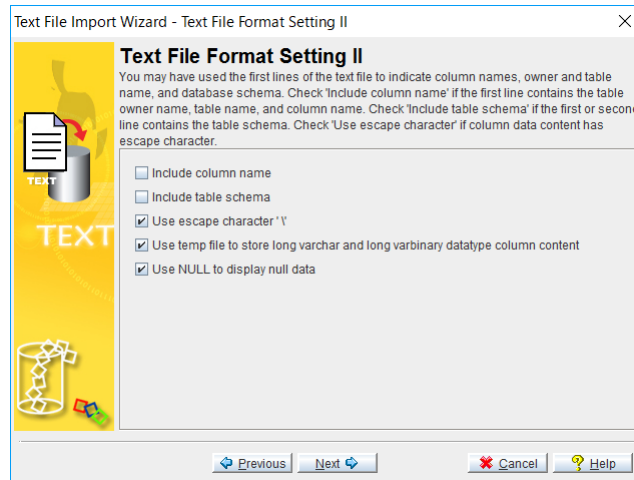 Text File Import Wizard - Text File Format Setting II
Text File Format Setting II
You may have used the first lines of the text file to indicate column names, owner and table
name, and database schema. Check 'Include column name' if the first line contains the table
owner name, table name, and column name. Check 'Include table schema' if the first or second
line contains the table schema. Check 'Use escape character' if column data content has
escape character.
TEXT
TEXT
Include column name
Include table schema
Use escape character ' \'
Use temp file to store long varchar and long varbinary datatype column content
Use NULL to display null data
Previous
Next
Cancel
Help